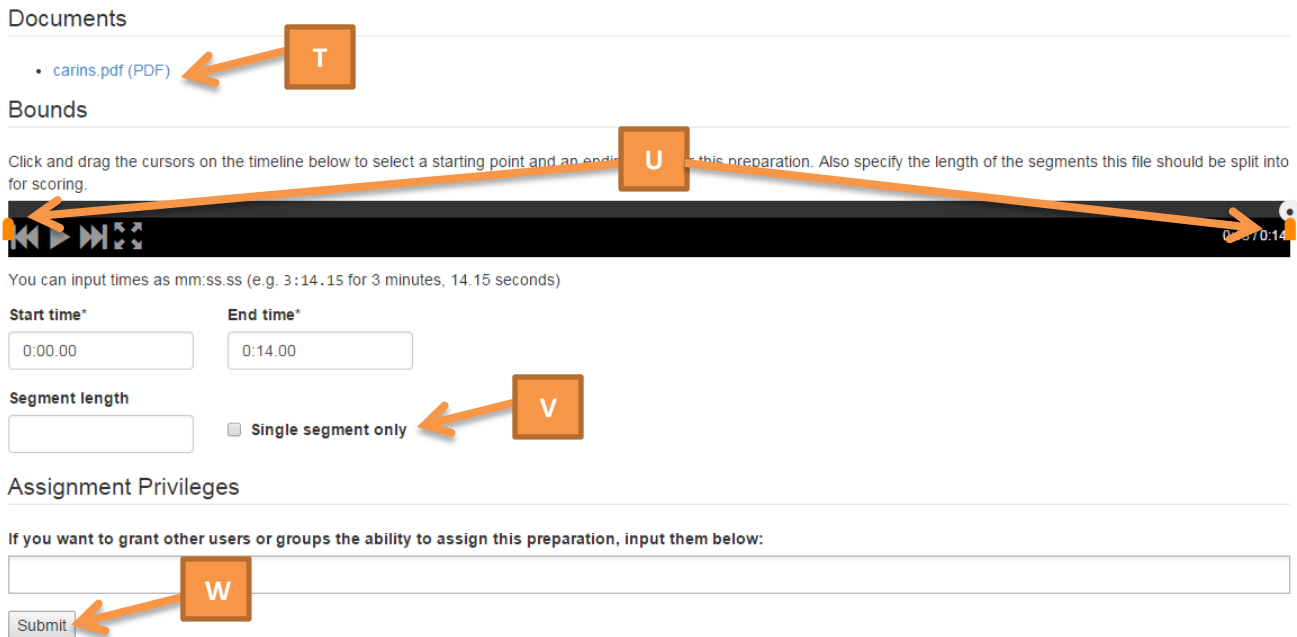 Documents
T
• carins.pdf (PDF)
Bounds
Click and drag the cursors on the timeline below to select a starting point and an U this preparation. Also specify the length of the segments this file should be split into
for scoring.
0:14
You can input times as mm:ss.ss (e.g. 3:14.15 for 3 minutes, 14.15 seconds)
Start time* End time*
0:00.00 0:14.00
Segment length
V
Single segment only
Assignment Privileges
If you want to grant other users or groups the ability to assign this preparation, input them below:
W
Submit